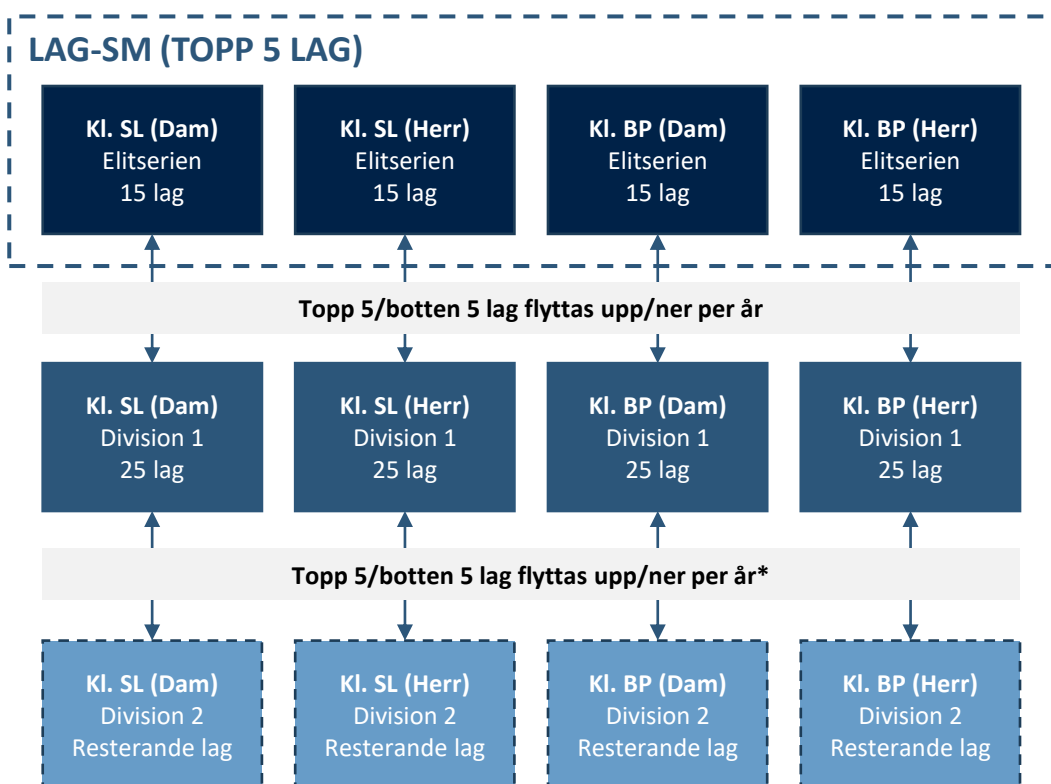 LAG-SM (TOPP 5 LAG)
Kl. SL (Dam)
Elitserien
15 lag
Kl. SL (Herr)
Elitserien
15 lag
Kl. BP (Dam)
Elitserien
15 lag
Kl. BP (Herr)
Elitserien
15 lag
Topp 5/botten 5 lag flyttas upp/ner per år
Kl. SL (Dam)
Division 1
25 lag
Kl. SL (Herr)
Division 1
25 lag
Kl. BP (Dam)
Division 1
25 lag
Kl. BP (Herr)
Division 1
25 lag
Topp 5/botten 5 lag flyttas upp/ner per år*
Kl. SL (Dam)
Division 2
Resterande lag
Kl. SL (Herr)
Division 2
Resterande lag
Kl. BP (Dam)
Division 2
Resterande lag
Kl. BP (Herr)
Division 2
Resterande lag